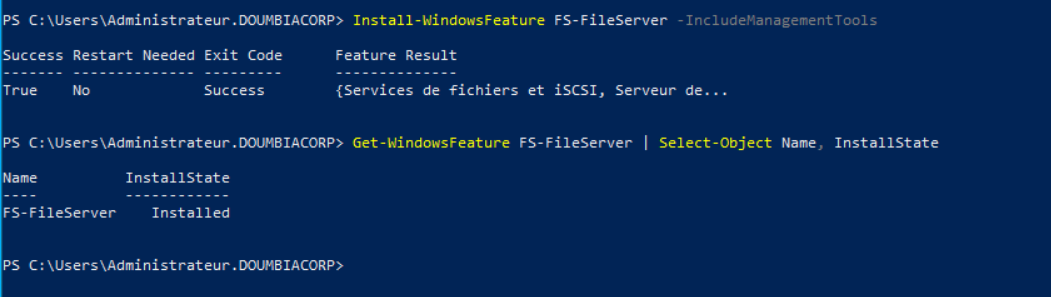 PS C:\Users\Administrateur.DOUMBIACORP> Install-WindowsFeature FS-FileServer -IncludeManagementTools
Success Restart Needed Exit Code      Feature Result
------- -------------- ---------      --------------
True    No             Success        {Services de fichiers et iSCSI, Serveur de...
PS C:\Users\Administrateur.DOUMBIACORP> Get-WindowsFeature FS-FileServer | Select-Object Name, InstallState
Name          InstallState
----          ------------
FS-FileServer    Installed
PS C:\Users\Administrateur.DOUMBIACORP>